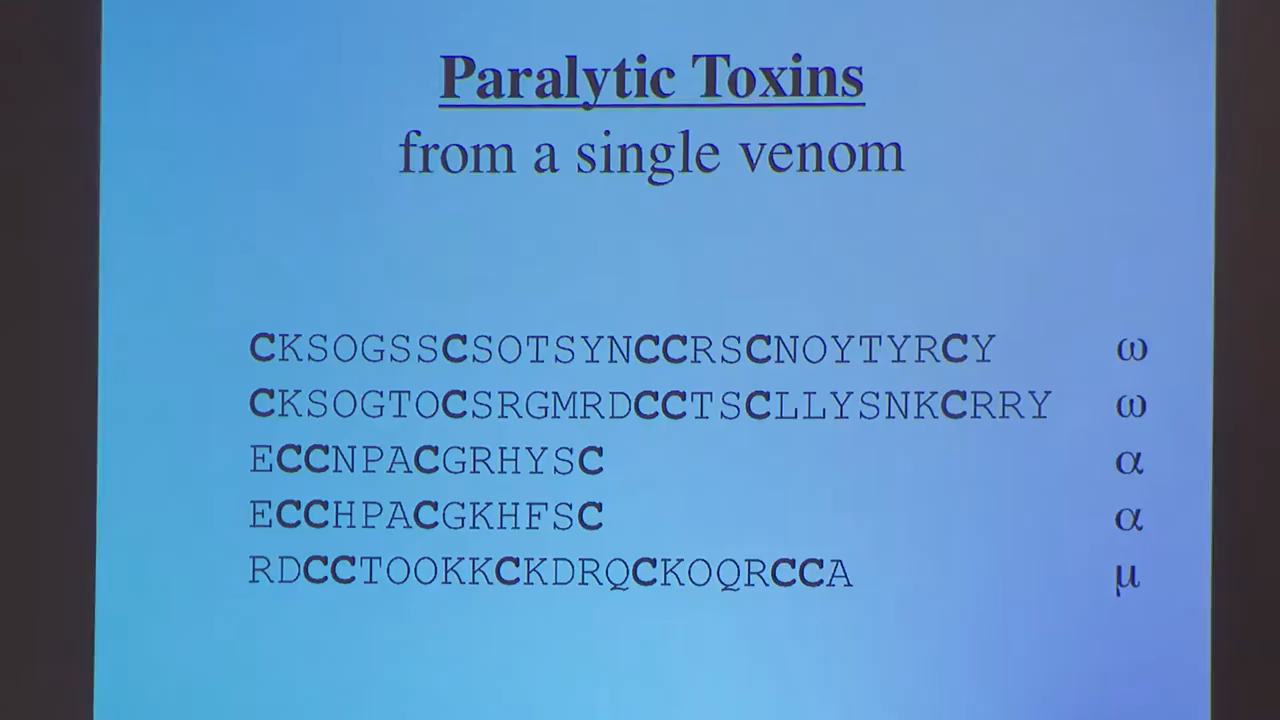 Paralytic Toxins
from a single venom
CKSOGSSCSOTSYNCCRSCNOYTYRCY ω
CKSOGTOCSRGMRDCCTSCLLYSNKCRRY ω
ECCNPACGRHYSC α
ECCHPACGKHFSC α
RDCCTOOKKCKDRQCKOQRCCA μ